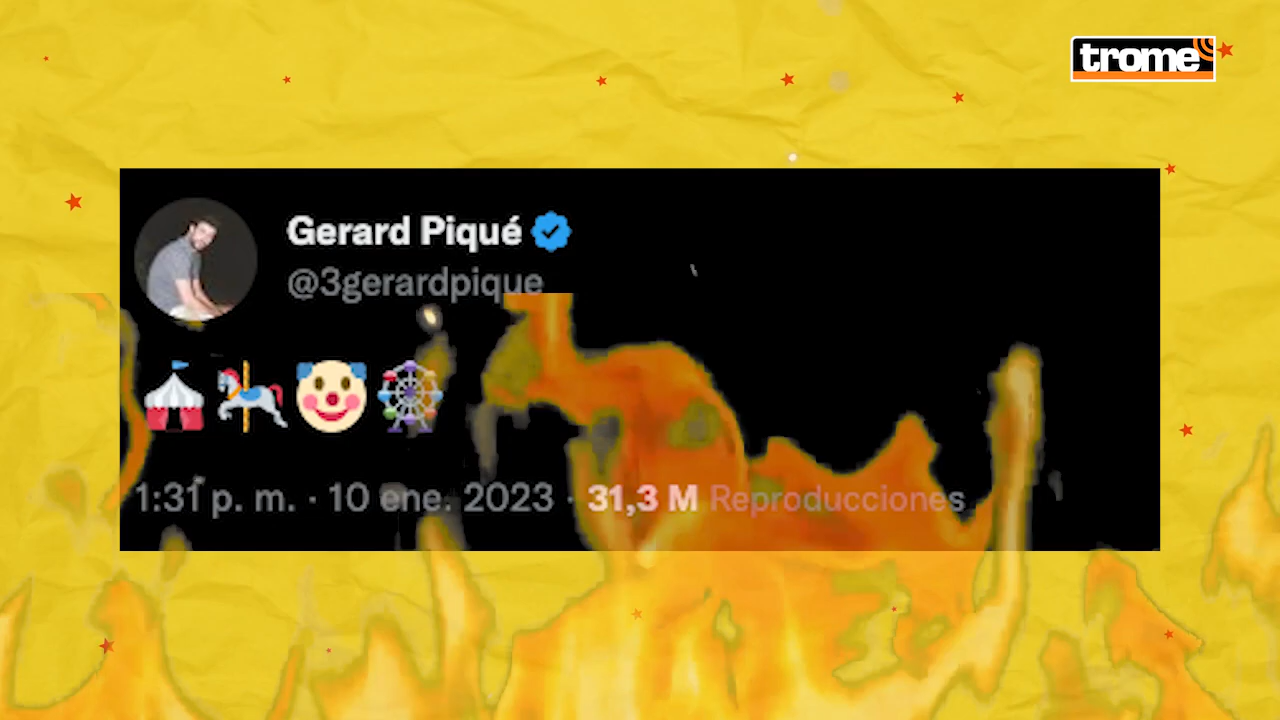 trome
Gerard Piqué
@3gerardpique
🎪🎠🤡🎡
1:31 p. m. · 10 ene. 2023 · 31,3 M Reproducciones